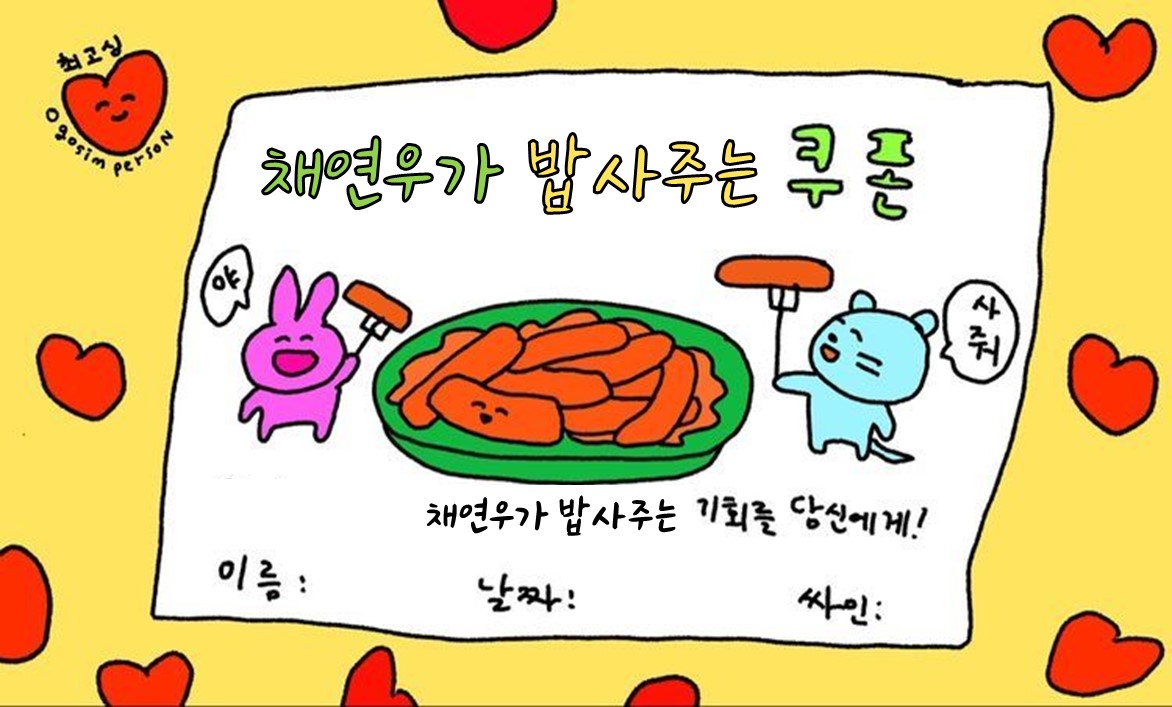 최고심
@gosim person
채연우가 밥 사주는 쿠폰
야
사
줘
채연우가 밥 사주는 기회를 당신에게!
이름 : 날짜 : 싸인 :